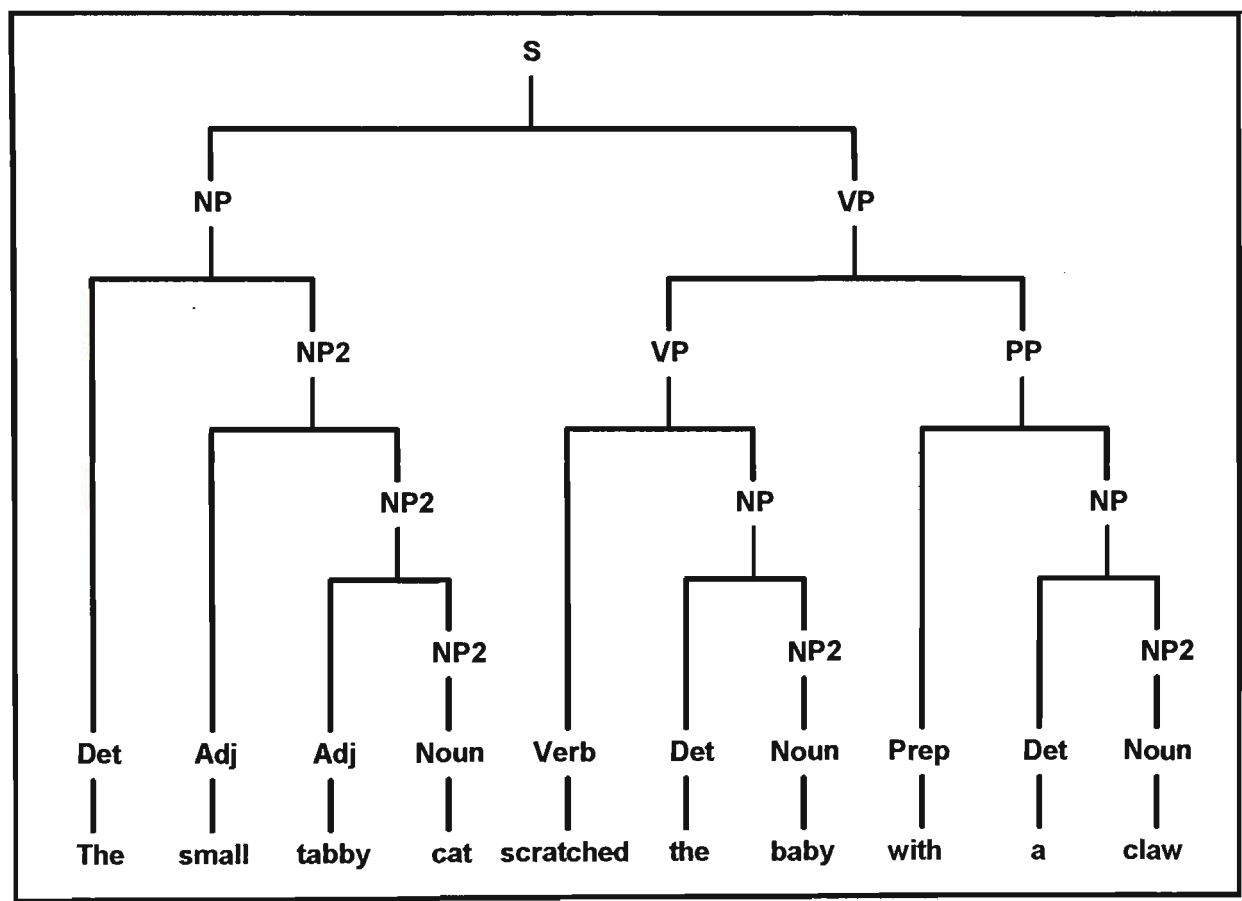 S
NP VP
NP2 VP PP
NP2 NP NP
NP2 NP2 NP2
Det Adj Adj Noun Verb Det Noun Prep Det Noun
The small tabby cat scratched the baby with a claw